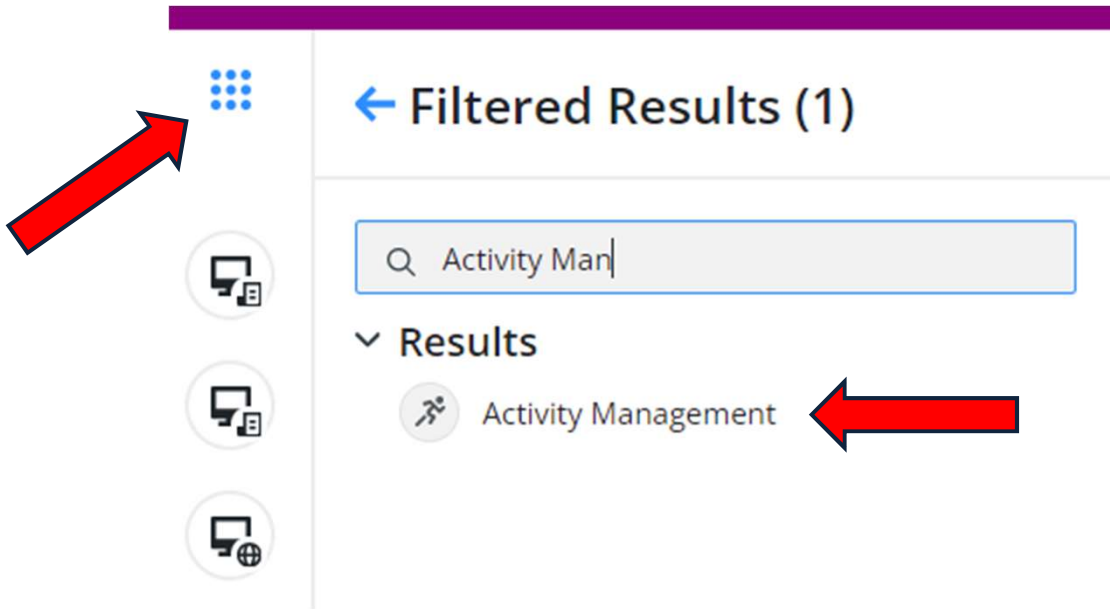 Filtered Results (1)
Activity Man
Results
Activity Management